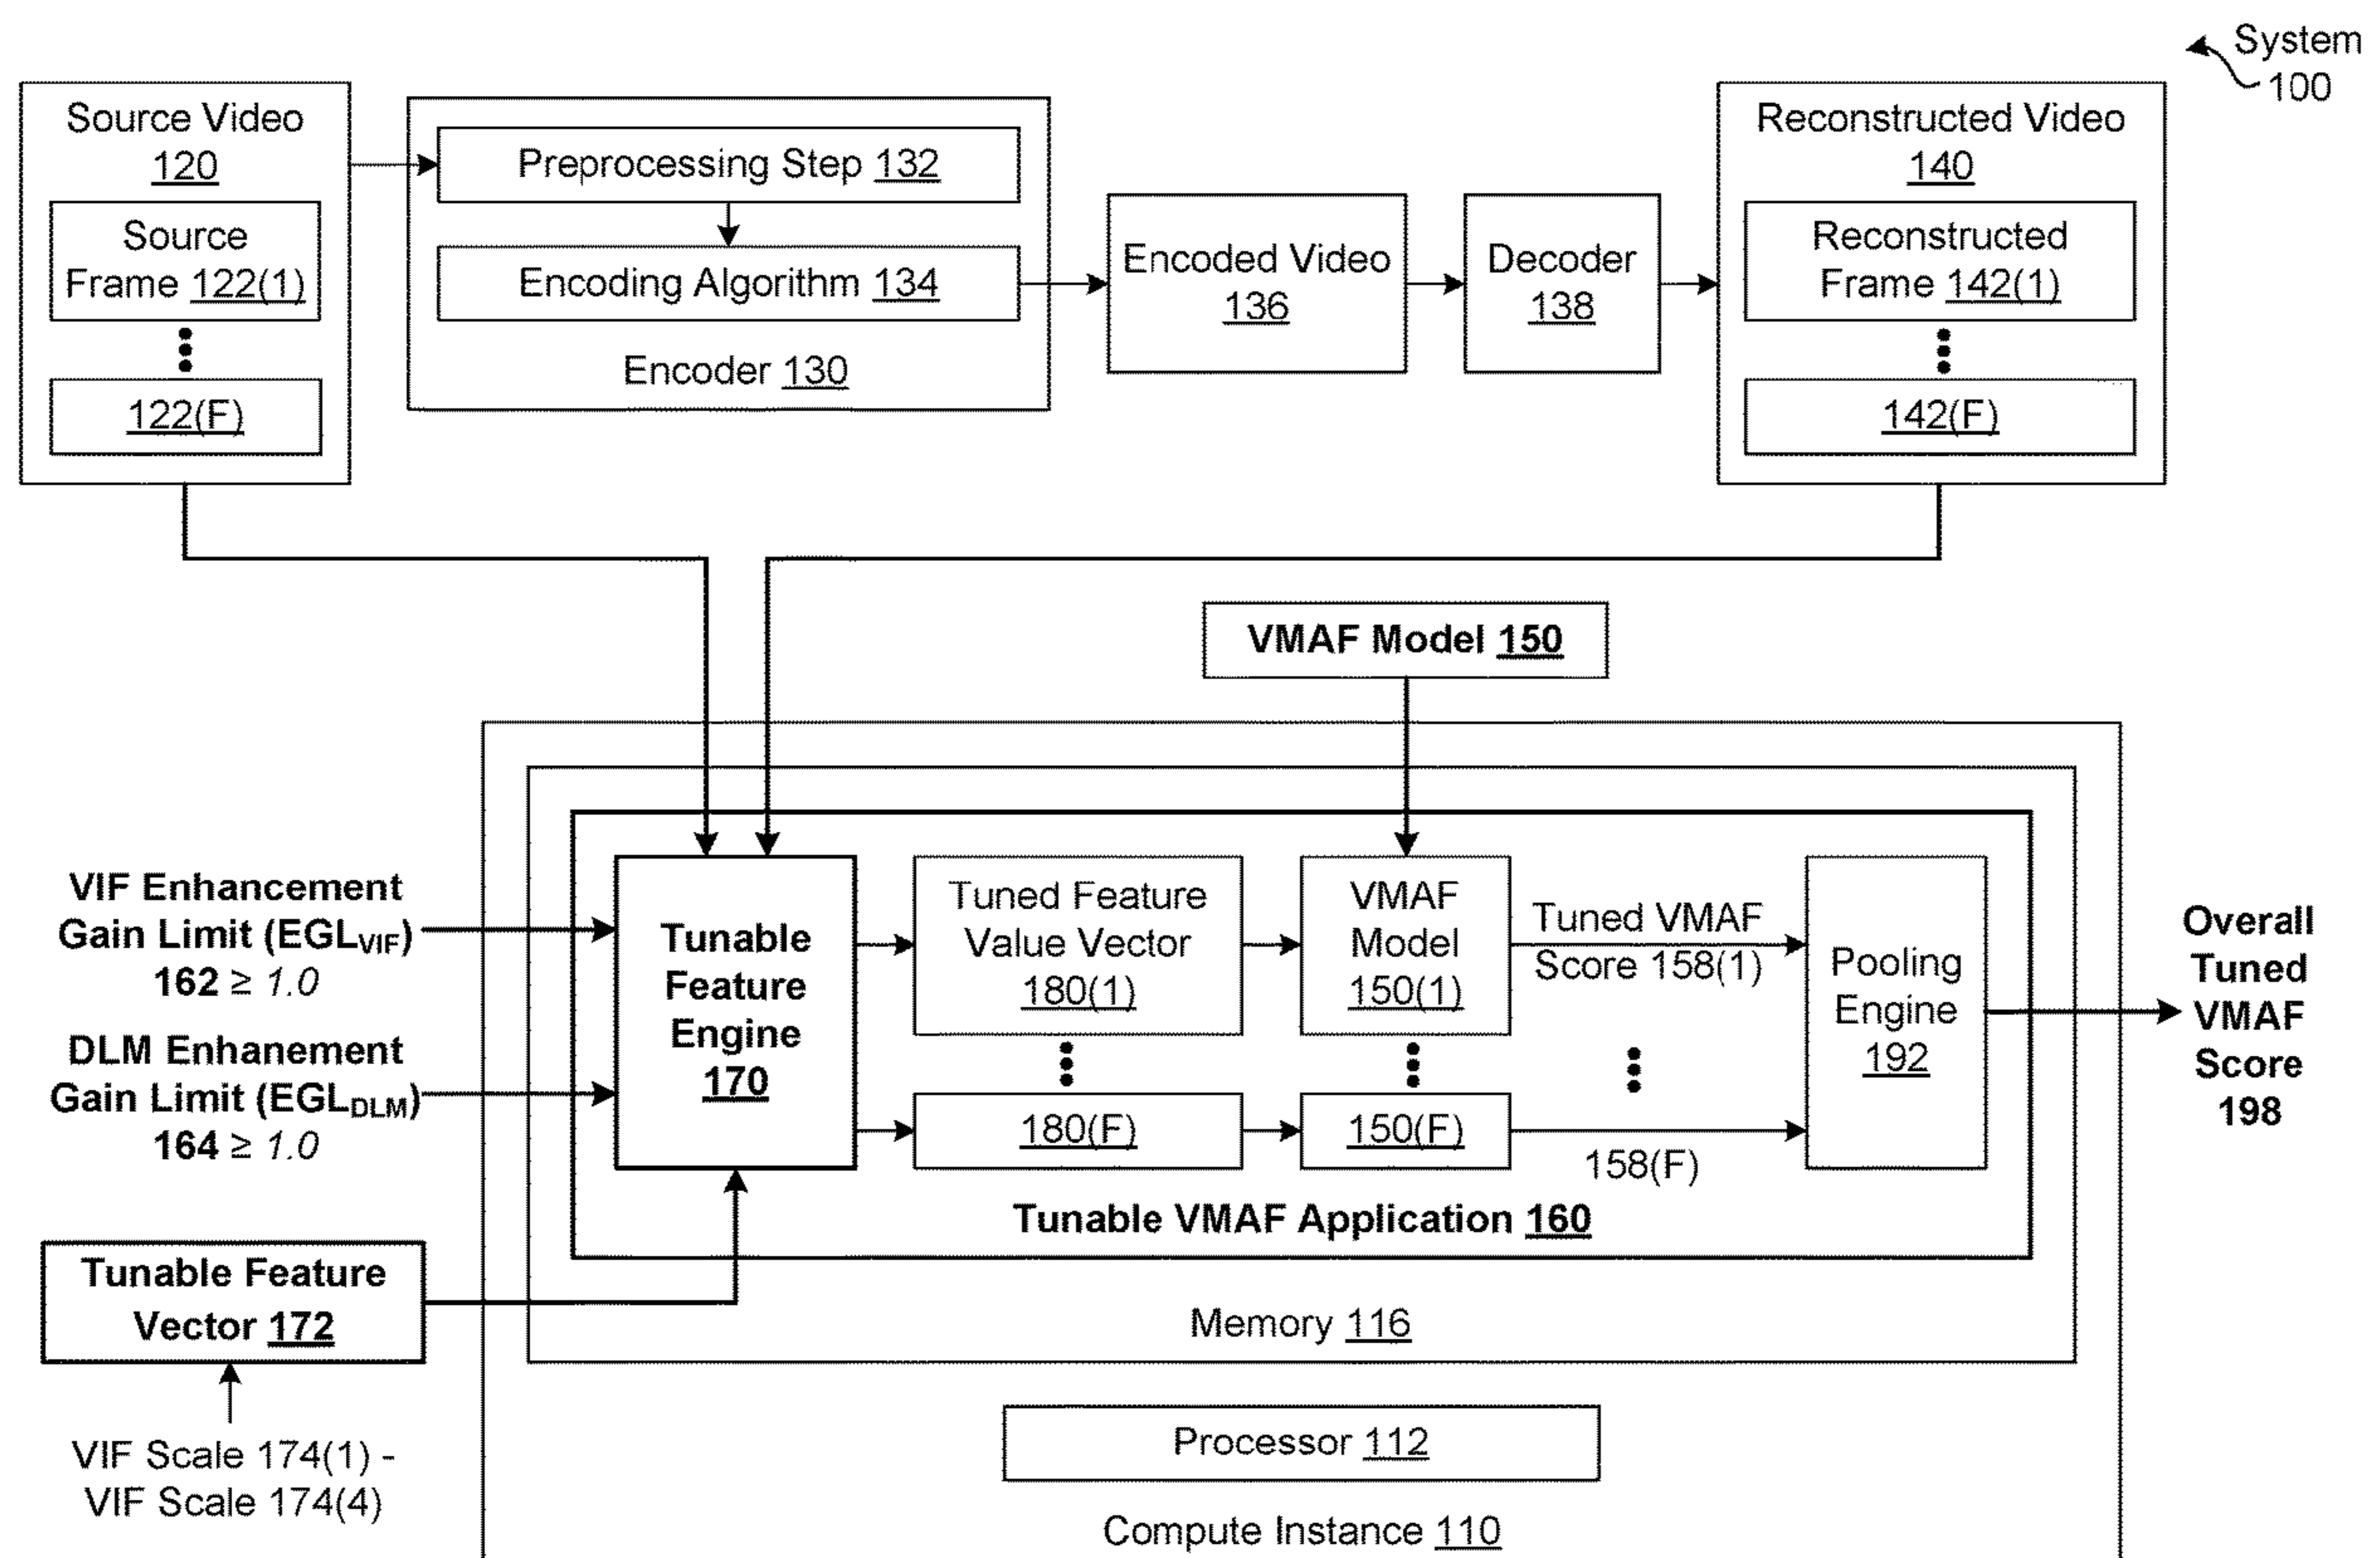 System
100
Source Video
120
Source
Frame 122(1)
122(F)
Preprocessing Step 132
Encoding Algorithm 134
Encoder 130
Encoded Video
136
Decoder
138
Reconstructed Video
140
Reconstructed
Frame 142(1)
142(F)
VMAF Model 150
VIF Enhancement
Gain Limit (EGLVIF)
162 ≥ 1.0
DLM Enhanement
Gain Limit (EGLDLM)
164 ≥ 1.0
Tunable
Feature
Engine
170
Tuned Feature
Value Vector
180(1)
180(F)
VMAF
Model
150(1)
150(F)
Tuned VMAF
Score 158(1)
158(F)
Pooling
Engine
192
Overall
Tuned
VMAF
Score
198
Tunable VMAF Application 160
Tunable Feature
Vector 172
VIF Scale 174(1) -
VIF Scale 174(4)
Memory 116
Processor 112
Compute Instance 110